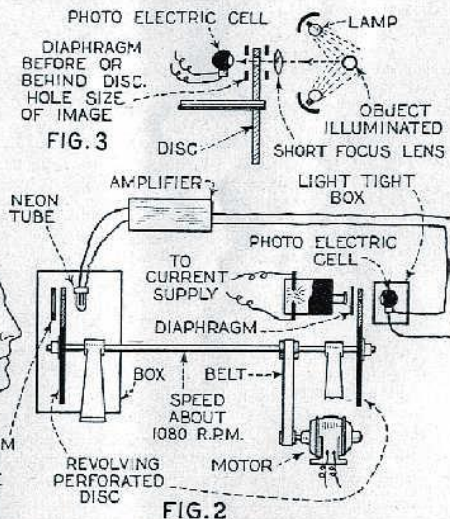 PHOTO ELECTRIC CELL
LAMP
DIAPHRAGM
BEFORE OR
BEHIND DISC.
HOLE SIZE
OF IMAGE
FIG. 3
DISC
OBJECT
ILLUMINATED
SHORT FOCUS LENS
NEON
TUBE
AMPLIFIER
LIGHT TIGHT
BOX
PHOTO ELECTRIC
CELL
TO
CURRENT
SUPPLY
DIAPHRAGM
BOX
SPEED
ABOUT
1080 R.P.M.
BELT
M
REVOLVING
PERFORATED
DISC
MOTOR
FIG. 2